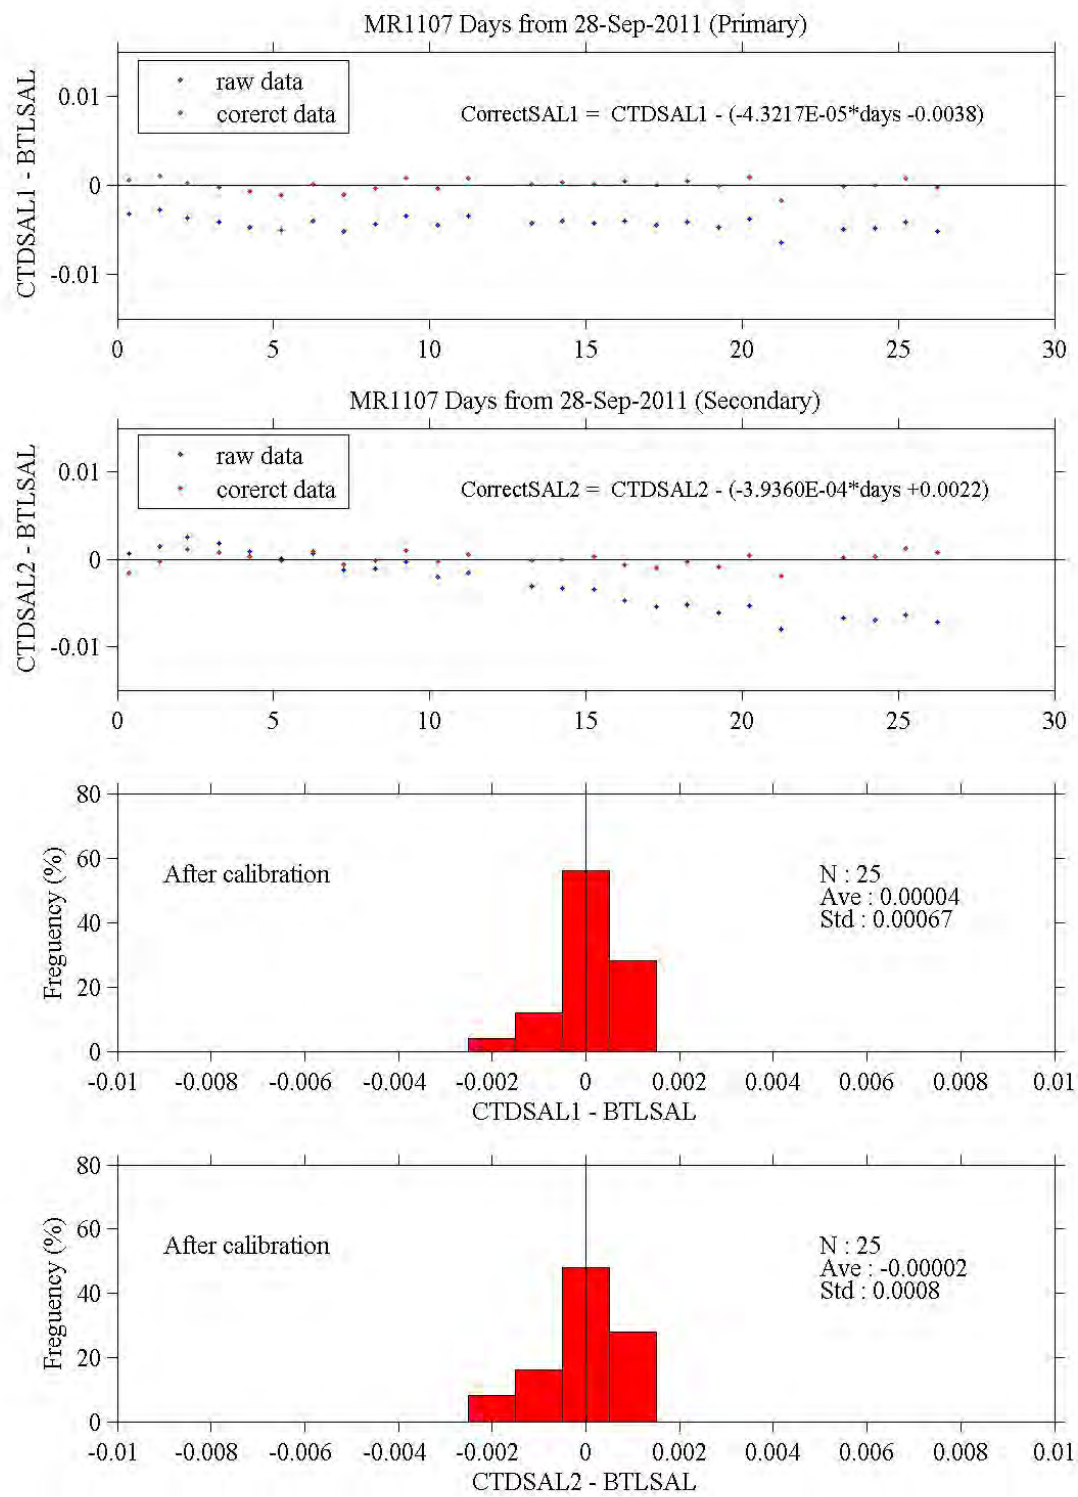 MR1107 Days from 28-Sep-2011 (Primary)
CTDSAL1 - BTLSAL
0.01
0
-0.01
raw data
corerct data
CorrectSAL1 = CTDSAL1 - (-4.3217E-05*days -0.0038)
0 5 10 15 20 25 30
MR1107 Days from 28-Sep-2011 (Secondary)
CTDSAL2 - BTLSAL
0.01
0
-0.01
raw data
corerct data
CorrectSAL2 = CTDSAL2 - (-3.9360E-04*days +0.0022)
0 5 10 15 20 25 30
Freguency (%)
80
60
40
20
0
After calibration
N : 25
Ave : 0.00004
Std : 0.00067
-0.01 -0.008 -0.006 -0.004 -0.002 0 0.002 0.004 0.006 0.008 0.01
CTDSAL1 - BTLSAL
Freguency (%)
80
60
40
20
0
After calibration
N : 25
Ave : -0.00002
Std : 0.0008
-0.01 -0.008 -0.006 -0.004 -0.002 0 0.002 0.004 0.006 0.008 0.01
CTDSAL2 - BTLSAL